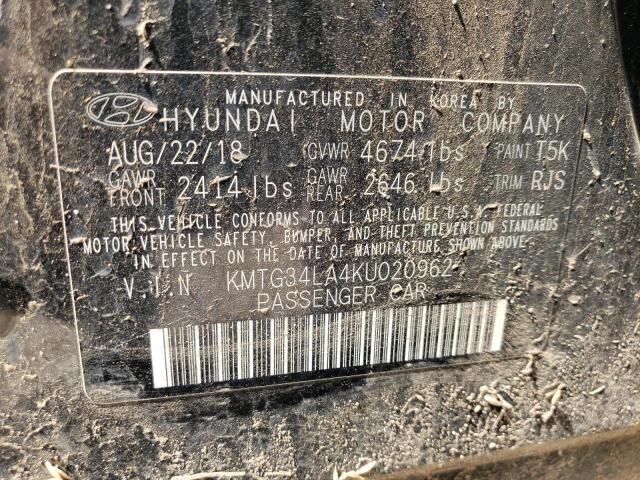 MANUFACTURED IN KOREA BY
HYUNDAI MOTOR COMPANY
AUG/22/18 GVWR 4674 lbs PAINT T5K
GAWR FRONT 2414 lbs GAWR REAR 2646 lbs TRIM RJS
THIS VEHICLE CONFORMS TO ALL APPLICABLE U.S.A. FEDERAL
MOTOR VEHICLE SAFETY, BUMPER, AND THEFT PREVENTION STANDARDS
IN EFFECT ON THE DATE OF MANUFACTURE SHOWN ABOVE.
V.I.N KMTG34LA4KU020962
PASSENGER CAR